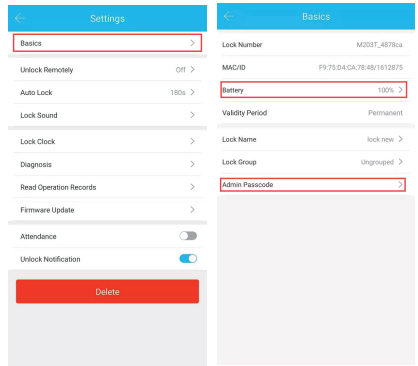 Settings
Basics
Unlock Remotely Off
Auto Lock 180s
Lock Sound
Lock Clock
Diagnosis
Read Operation Records
Firmware Update
Attendance
Unlock Notification
Delete
Basics
Lock Number M203T_4878ca
MAC/ID F9:75:D4:CA:78:48/1612875
Battery 100%
Validity Period Permanent
Lock Name lock new
Lock Group Ungrouped
Admin Passcode